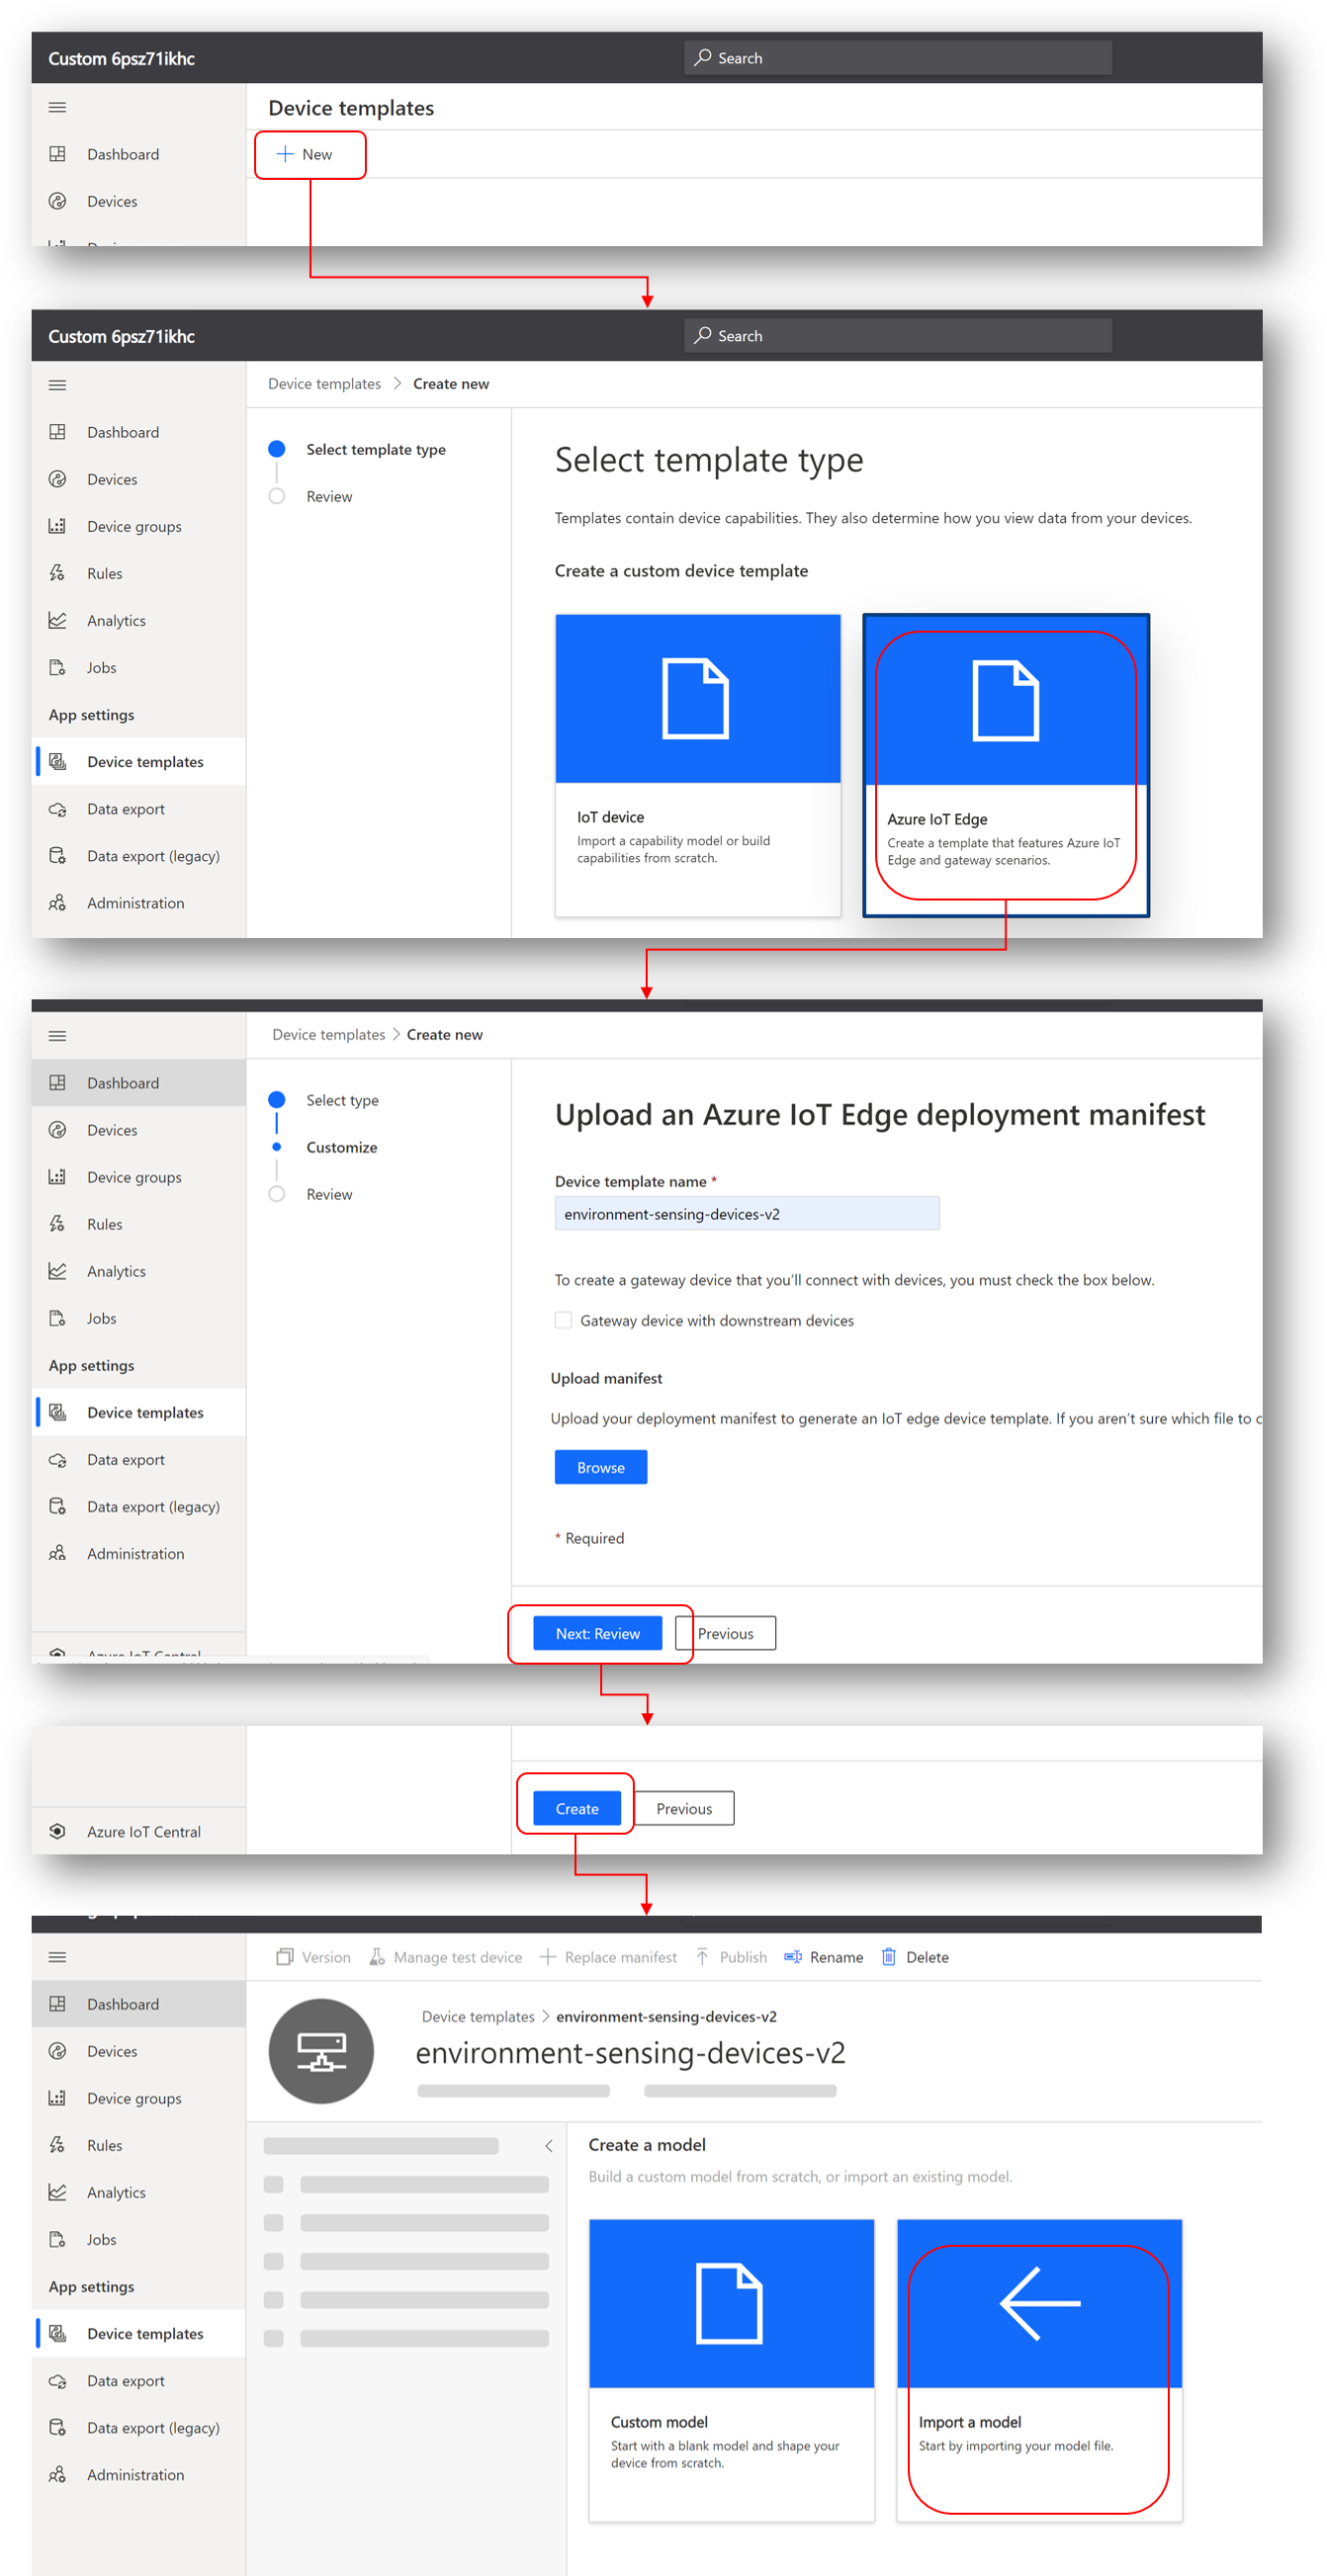 Custom 6psz71ikhc
Search
Device templates
Dashboard
New
Devices
Custom 6psz71ikhc
Search
Device templates > Create new
Dashboard
Devices
Device groups
Rules
Analytics
Jobs
App settings
Device templates
Data export
Data export (legacy)
Administration
Select template type
Review
Select template type
Templates contain device capabilities. They also determine how you view data from your devices.
Create a custom device template
IoT device
Import a capability model or build
capabilities from scratch.
Azure IoT Edge
Create a template that features Azure IoT
Edge and gateway scenarios.
Device templates > Create new
Dashboard
Devices
Device groups
Rules
Analytics
Jobs
App settings
Device templates
Data export
Data export (legacy)
Administration
Azure IoT Central
Select type
Customize
Review
Upload an Azure IoT Edge deployment manifest
Device template name *
environment-sensing-devices-v2
To create a gateway device that you'll connect with devices, you must check the box below.
Gateway device with downstream devices
Upload manifest
Upload your deployment manifest to generate an IoT edge device template. If you aren't sure which file to c
Browse
* Required
Next: Review
Previous
Create
Previous
Azure IoT Central
Version
Manage test device
Replace manifest
Publish
Rename
Delete
Dashboard
Devices
Device groups
Rules
Analytics
Jobs
App settings
Device templates
Data export
Data export (legacy)
Administration
Device templates > environment-sensing-devices-v2
environment-sensing-devices-v2
Create a model
Build a custom model from scratch, or import an existing model.
Custom model
Start with a blank model and shape your
device from scratch.
Import a model
Start by importing your model file.